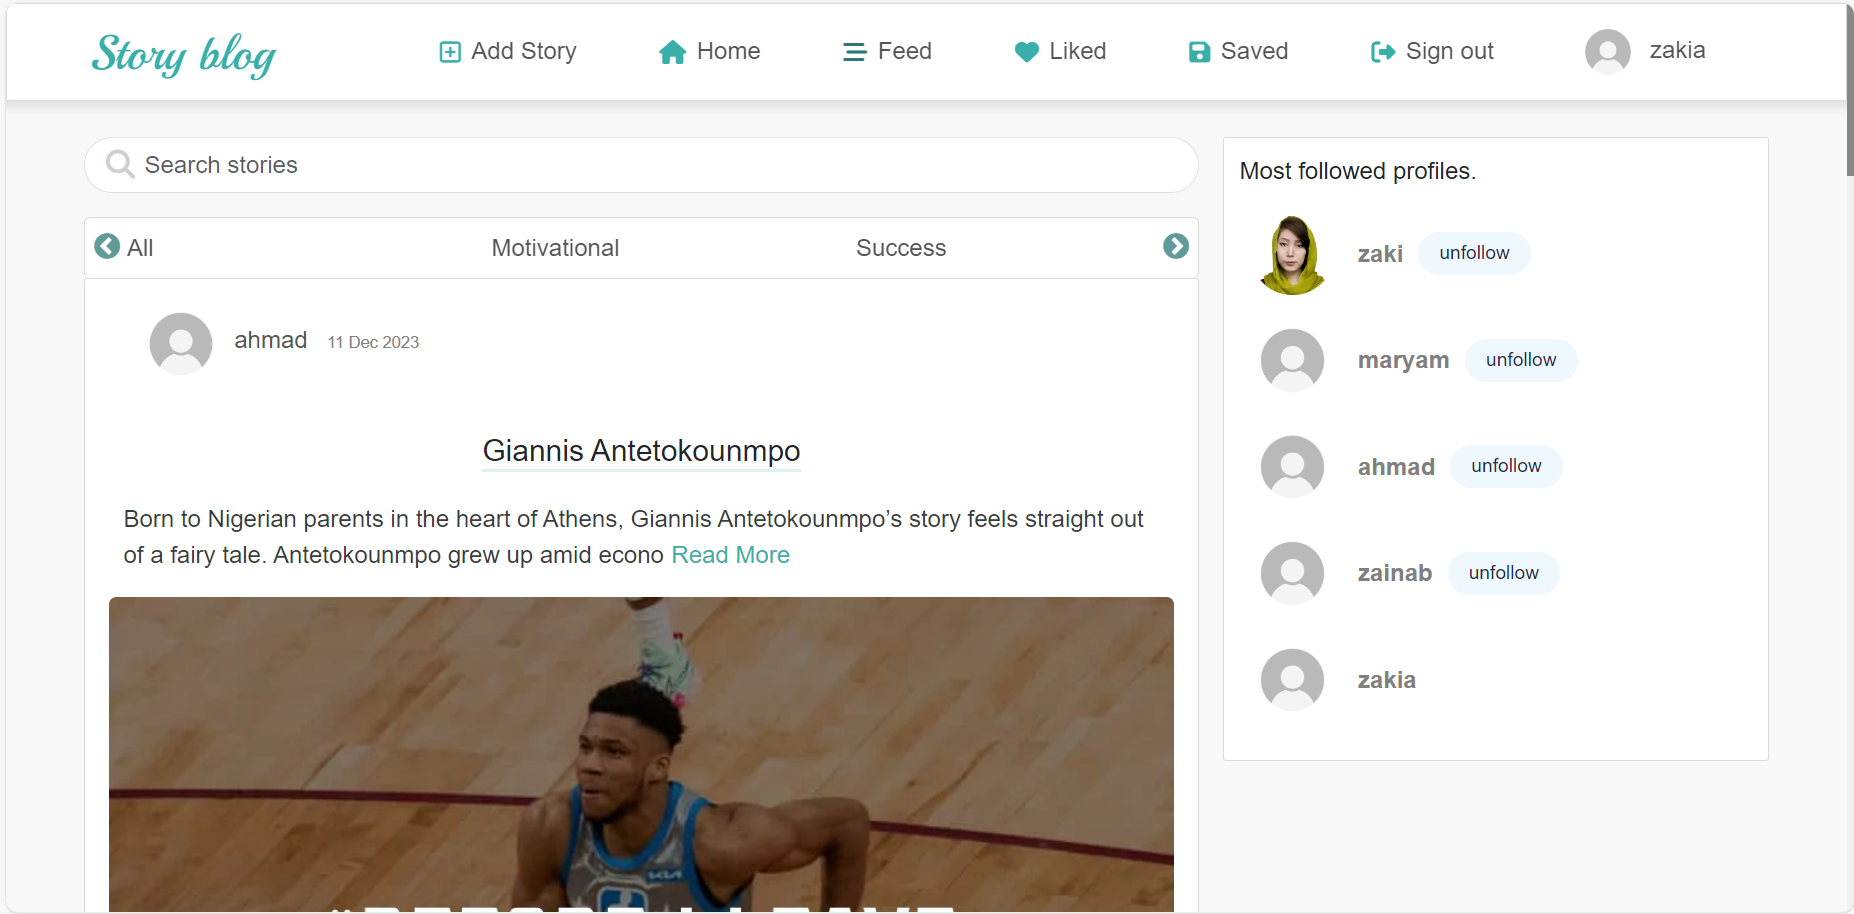 Story blog
Add Story
Home
Feed
Liked
Saved
Sign out
zakia
Search stories
All
Motivational
Success
ahmad 11 Dec 2023
Giannis Antetokounmpo
Born to Nigerian parents in the heart of Athens, Giannis Antetokounmpo’s story feels straight out
of a fairy tale. Antetokounmpo grew up amid econo Read More
Most followed profiles.
zaki unfollow
maryam unfollow
ahmad unfollow
zainab unfollow
zakia